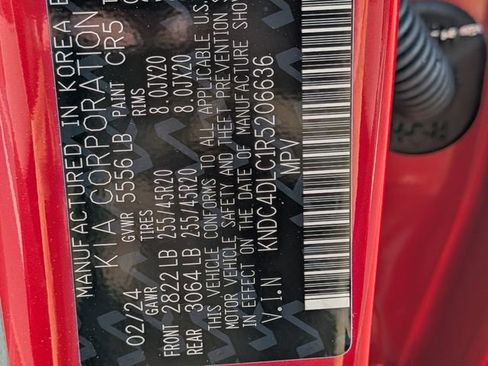 MANUFACTURED IN KOREA
KIA CORPORATION
02/24 GVWR 5556 LB PAINT CR5
GAWR RIMS
FRONT 2822 LB 255/45R20 8.0JX20
REAR 3064 LB 255/45R20 8.0JX20
THIS VEHICLE CONFORMS TO ALL APPLICABLE U.S.
MOTOR VEHICLE SAFETY AND THEFT PREVENTION
IN EFFECT ON THE DATE OF MANUFACTURE SHOW
V.I.N KNDC4DLC1R5206636
MPV